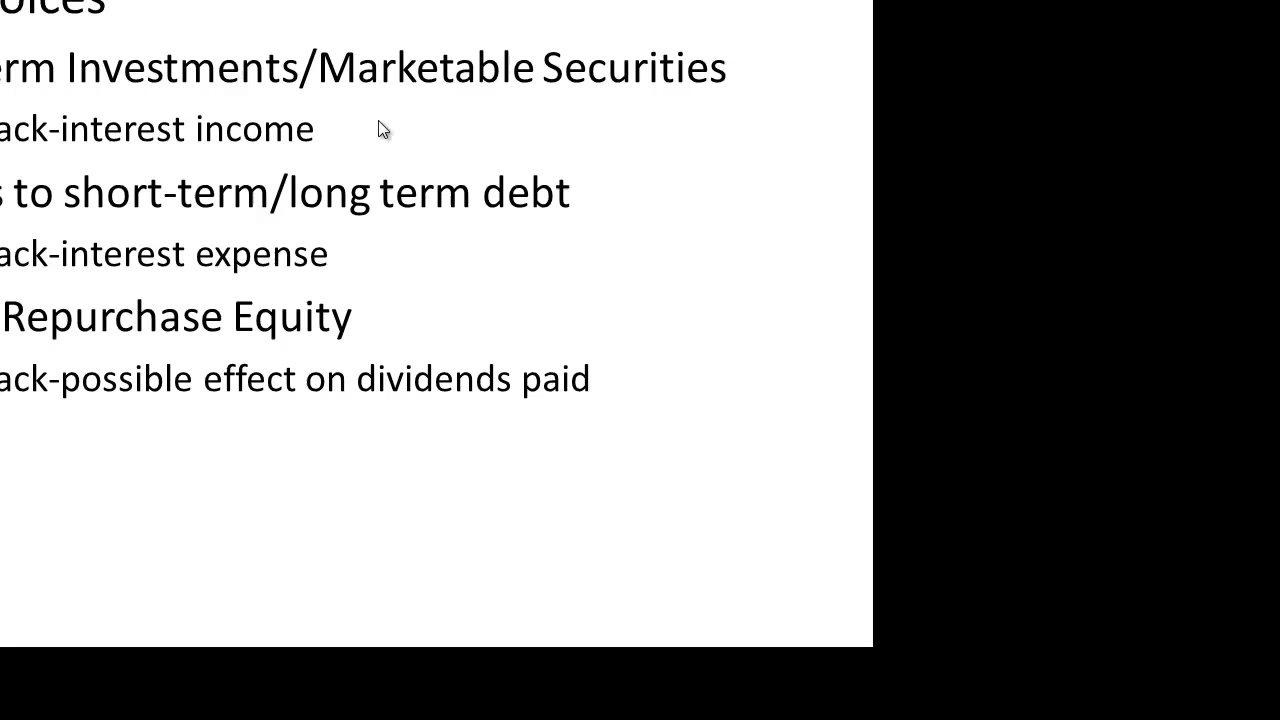 oices
erm Investments/Marketable Securities
ack-interest income
s to short-term/long term debt
ack-interest expense
Repurchase Equity
ack-possible effect on dividends paid